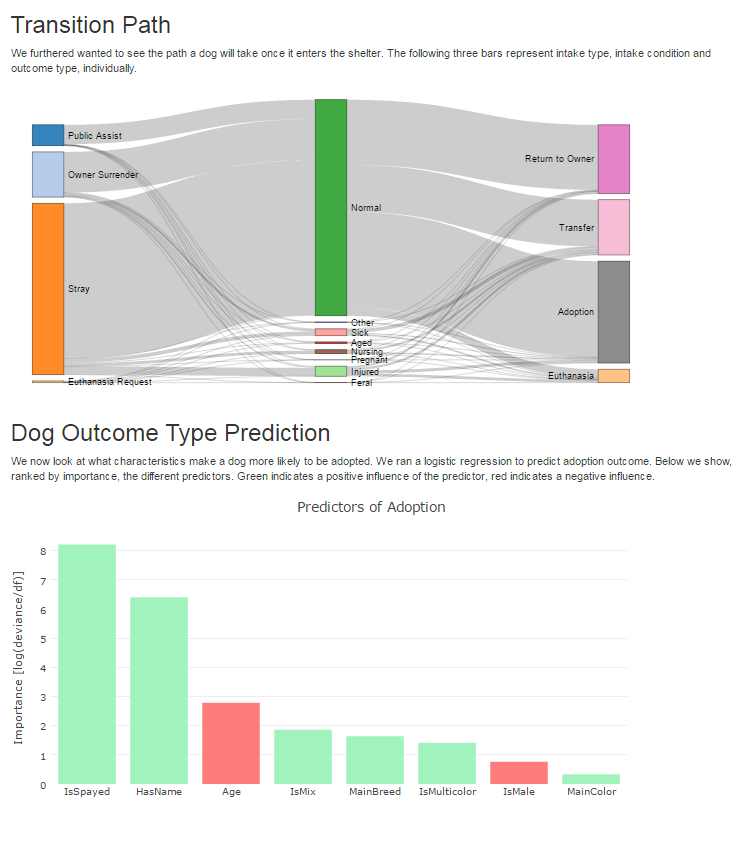 Transition Path
We furthered wanted to see the path a dog will take once it enters the shelter. The following three bars represent intake type, intake condition and
outcome type, individually.
Public Assist
Owner Surrender
Stray
Euthanasia Request
Normal
Other
Sick
Aged
Nursing
Pregnant
Injured
Feral
Return to Owner
Transfer
Adoption
Euthanasia
Dog Outcome Type Prediction
We now look at what characteristics make a dog more likely to be adopted. We ran a logistic regression to predict adoption outcome. Below we show,
ranked by importance, the different predictors. Green indicates a positive influence of the predictor, red indicates a negative influence.
Predictors of Adoption
Importance [log(deviance/df)]
8
7
6
5
4
3
2
1
0
IsSpayed
HasName
Age
IsMix
MainBreed
IsMulticolor
IsMale
MainColor